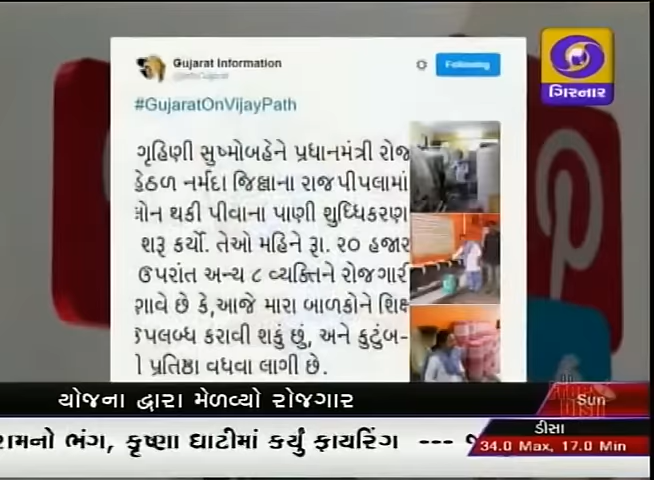 Gujarat Information
Following
#GujaratOnVijayPath
ગિરનાર
ગૃહિણી સુષ્મોબહેને પ્રધાનમંત્રી રોજ
હેઠળ નર્મદા જિલ્લાના રાજપીપલામાં
લોન થકી પીવાના પાણી શુધ્ધિકરણ
શરૂ કર્યો. તેઓ મહિને રૂા. ૨૦ હજાર
ઉપરાંત અન્ય ૮ વ્યક્તિને રોજગારી
ણાવે છે કે,આજે મારા બાળકોને શિક્ષ
ઉપલબ્ધ કરાવી શકું છું, અને કુટુંબ-
પ્રતિષ્ઠા વધવા લાગી છે.
યોજના દ્વારા મેળવ્યો રોજગાર
Sun
ડીસા
34.0 Max, 17.0 Min
રામનો ભંગ, કૃષ્ણા ઘાટીમાં કર્યું ફાયરિંગ ---